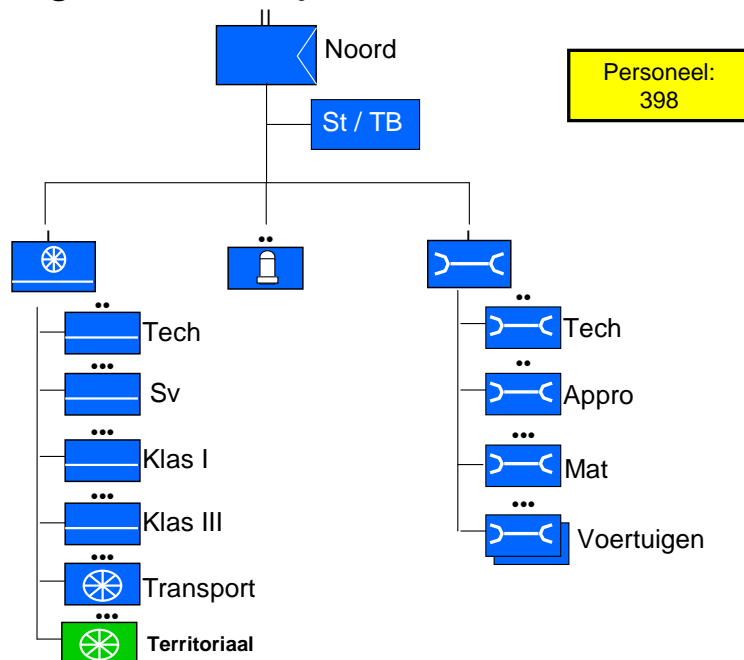 Noord
Personeel:
398
St / TB
Tech
Sv
Klas I
Klas III
Transport
Territoriaal
Tech
Appro
Mat
Voertuigen